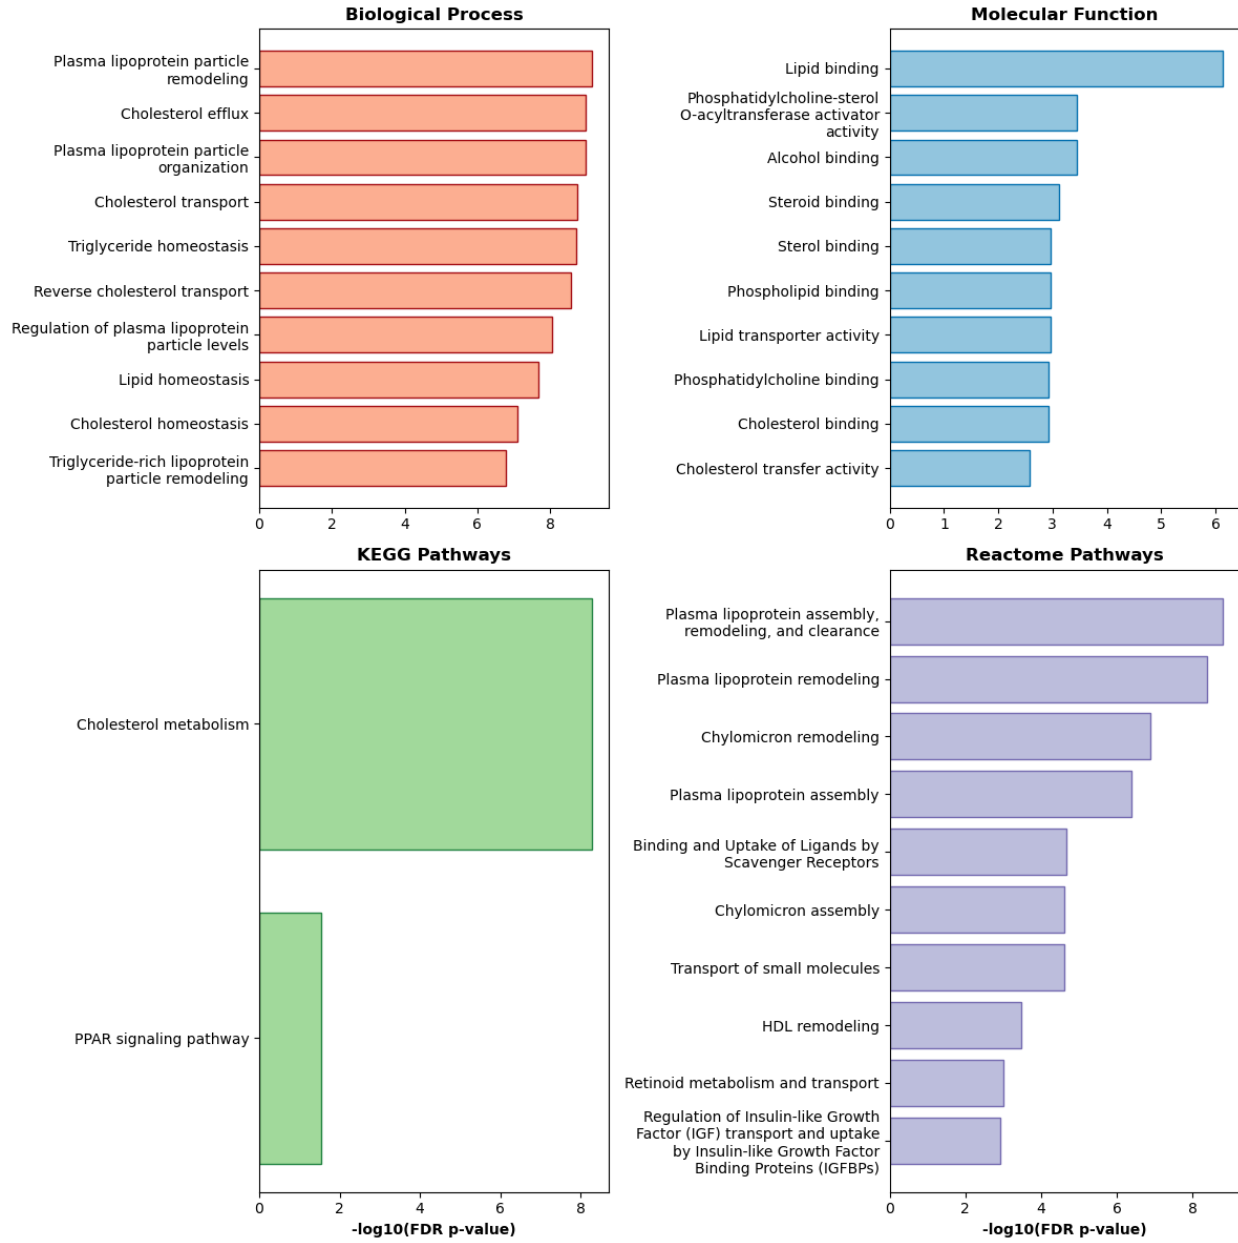 Biological Process
Plasma lipoprotein particle
remodeling
Cholesterol efflux
Plasma lipoprotein particle
organization
Cholesterol transport
Triglyceride homeostasis
Reverse cholesterol transport
Regulation of plasma lipoprotein
particle levels
Lipid homeostasis
Cholesterol homeostasis
Triglyceride-rich lipoprotein
particle remodeling
0 2 4 6 8
Molecular Function
Lipid binding
Phosphatidylcholine-sterol
O-acyltransferase activator
activity
Alcohol binding
Steroid binding
Sterol binding
Phospholipid binding
Lipid transporter activity
Phosphatidylcholine binding
Cholesterol binding
Cholesterol transfer activity
0 1 2 3 4 5 6
KEGG Pathways
Cholesterol metabolism
PPAR signaling pathway
0 2 4 6 8
-log10(FDR p-value)
Reactome Pathways
Plasma lipoprotein assembly,
remodeling, and clearance
Plasma lipoprotein remodeling
Chylomicron remodeling
Plasma lipoprotein assembly
Binding and Uptake of Ligands by
Scavenger Receptors
Chylomicron assembly
Transport of small molecules
HDL remodeling
Retinoid metabolism and transport
Regulation of Insulin-like Growth
Factor (IGF) transport and uptake
by Insulin-like Growth Factor
Binding Proteins (IGFBPs)
0 2 4 6 8
-log10(FDR p-value)